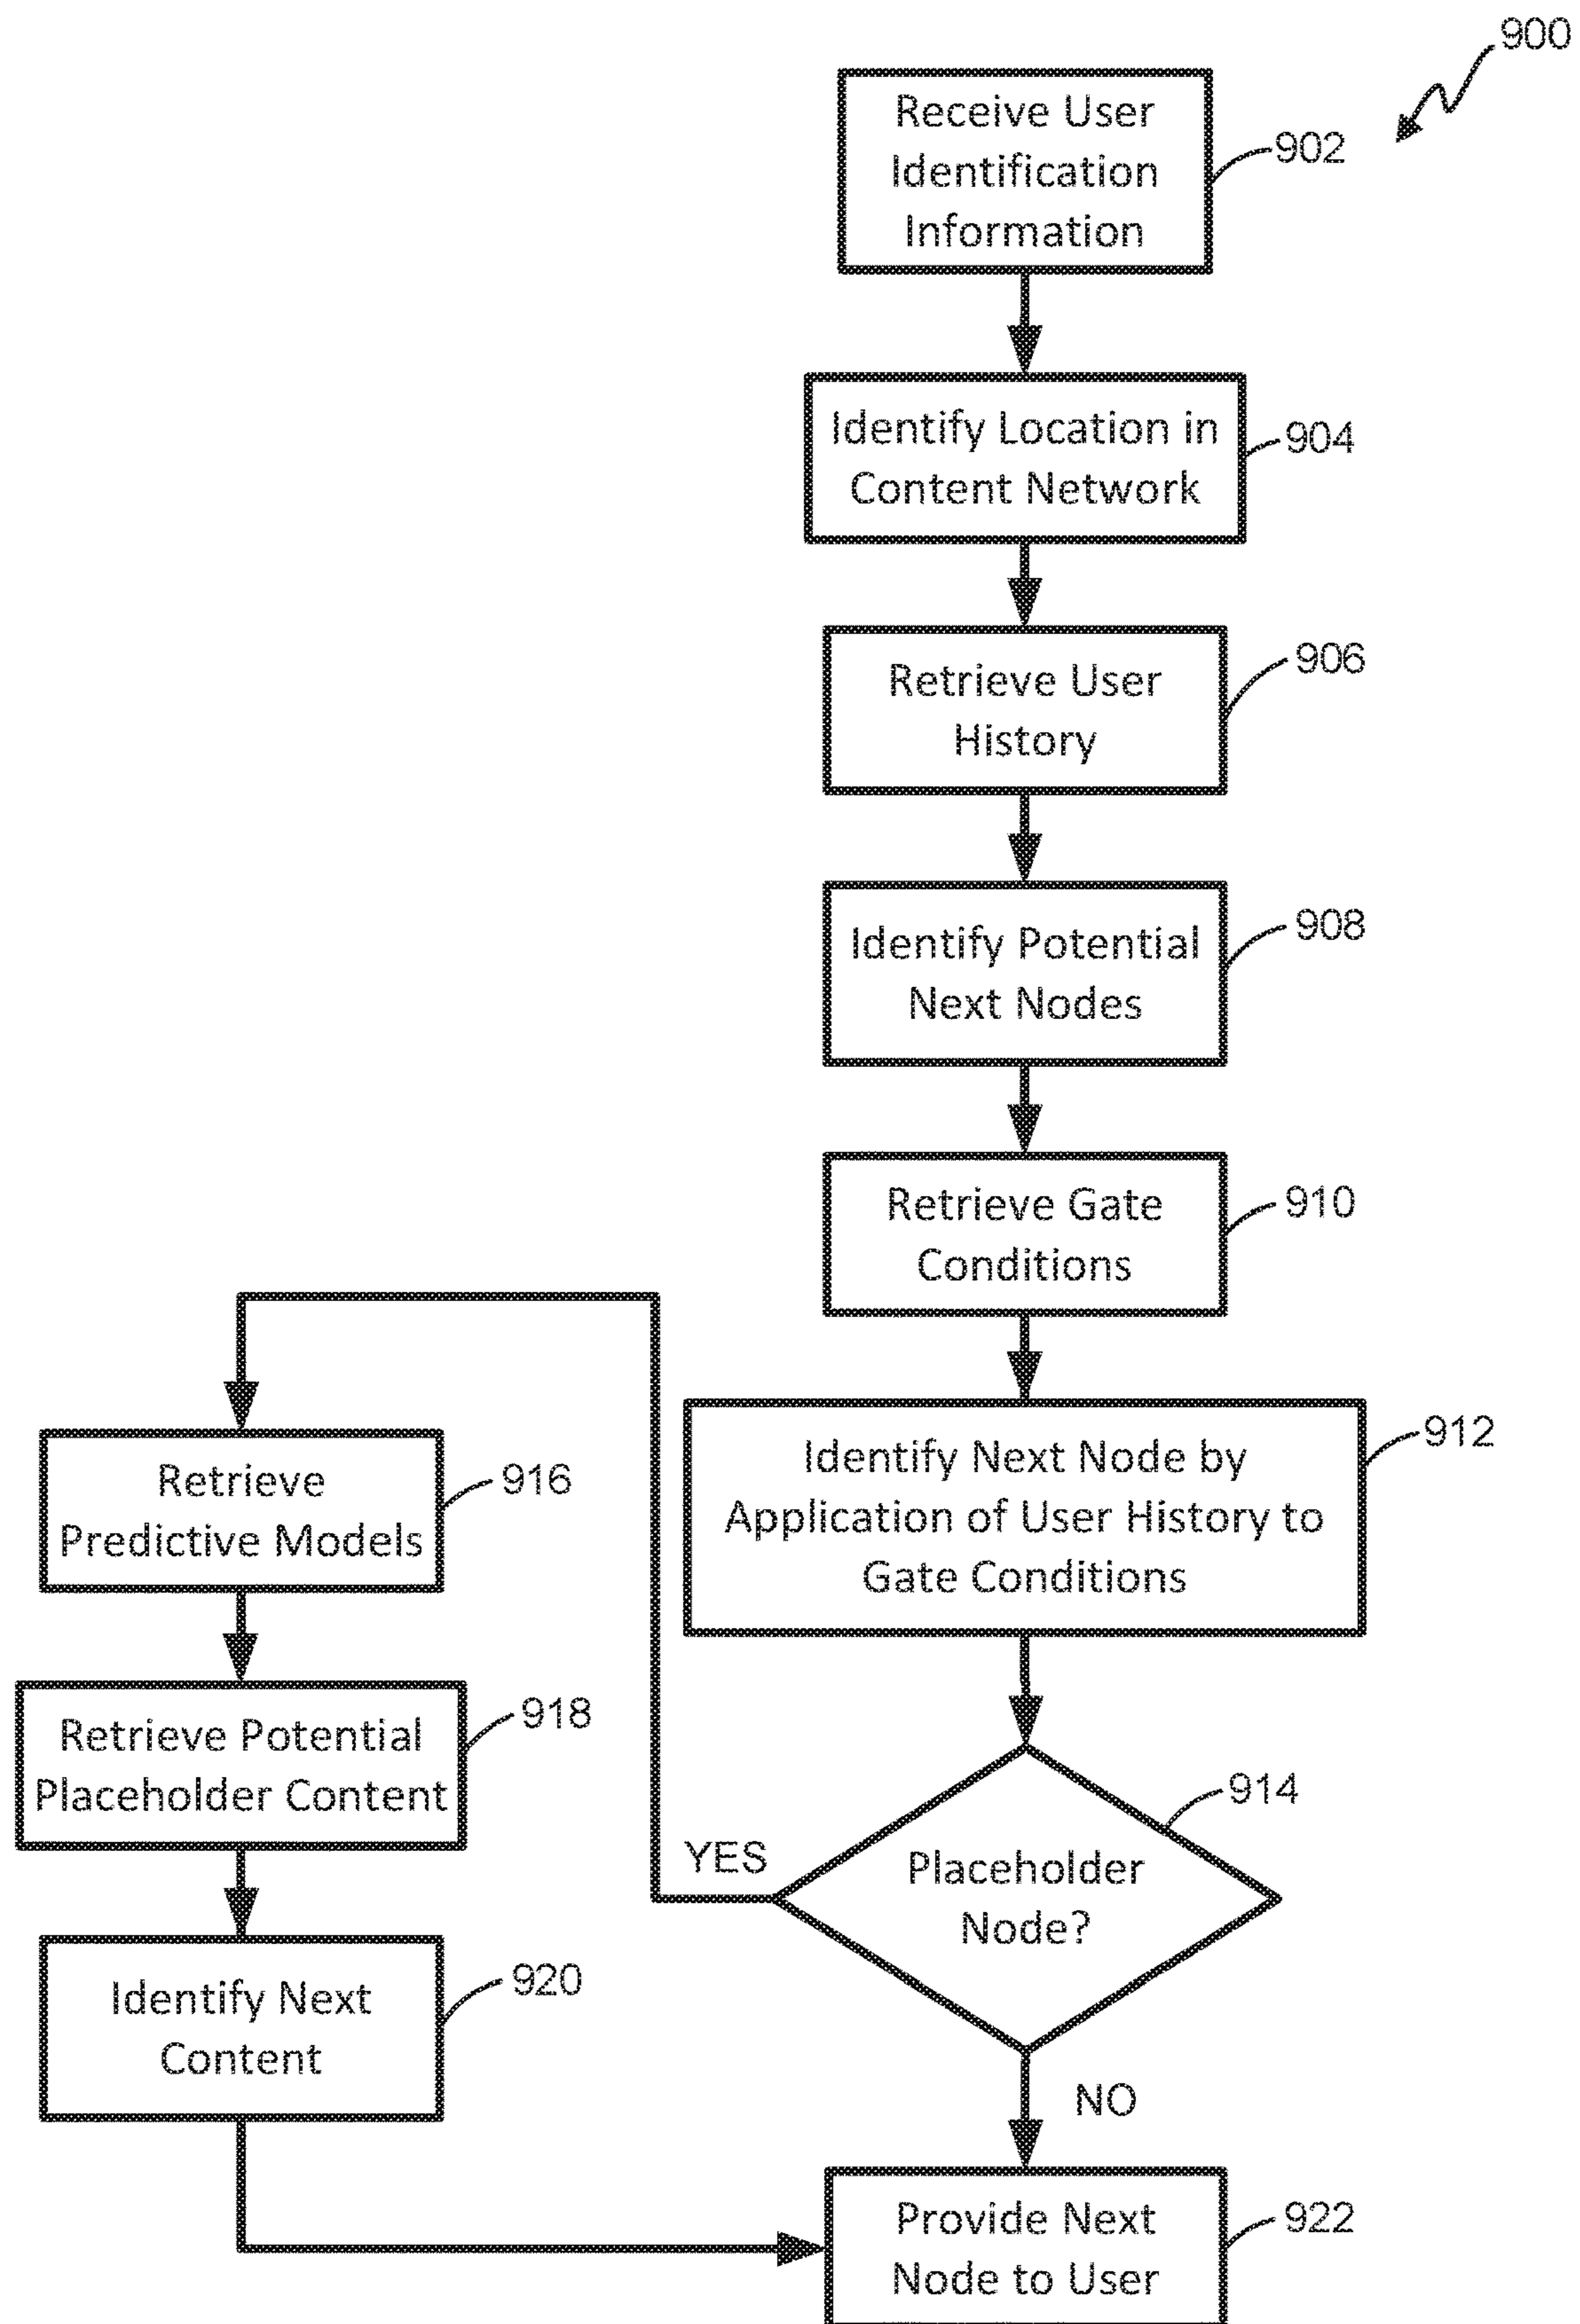 900
Receive User
Identification
Information
902
Identify Location in
Content Network
904
Retrieve User
History
906
Identify Potential
Next Nodes
908
Retrieve Gate
Conditions
910
Identify Next Node by
Application of User History to
Gate Conditions
912
Placeholder
Node?
914
YES
NO
Retrieve
Predictive Models
916
Retrieve Potential
Placeholder Content
918
Identify Next
Content
920
Provide Next
Node to User
922